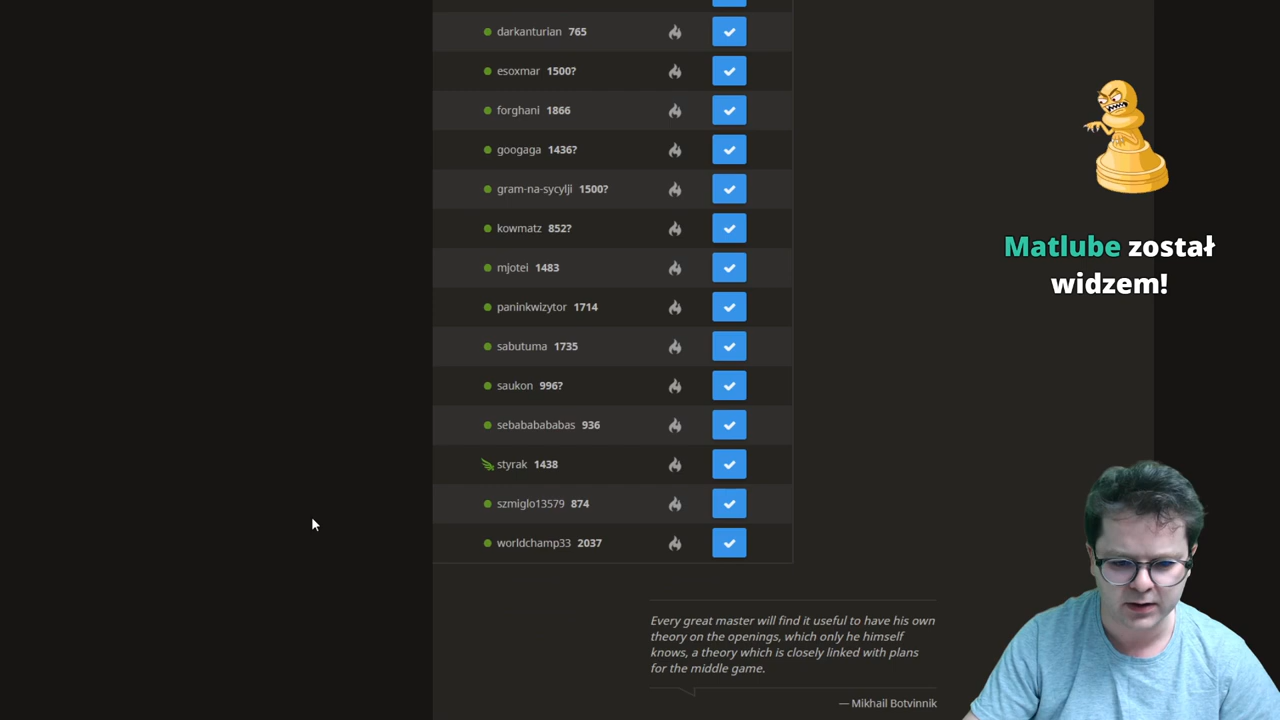 darkanturian 765
esoxmar 1500?
forghani 1866
googaga 1436?
gram-na-sycylji 1500?
kowmatz 852?
mjotei 1483
paninkwizytor 1714
sabutuma 1735
saukon 996?
sebababababas 936
styrak 1438
szmiglo13579 874
worldchamp33 2037
Matlube został
widzem!
Every great master will find it useful to have his own
theory on the openings, which only he himself
knows, a theory which is closely linked with plans
for the middle game.
— Mikhail Botvinnik